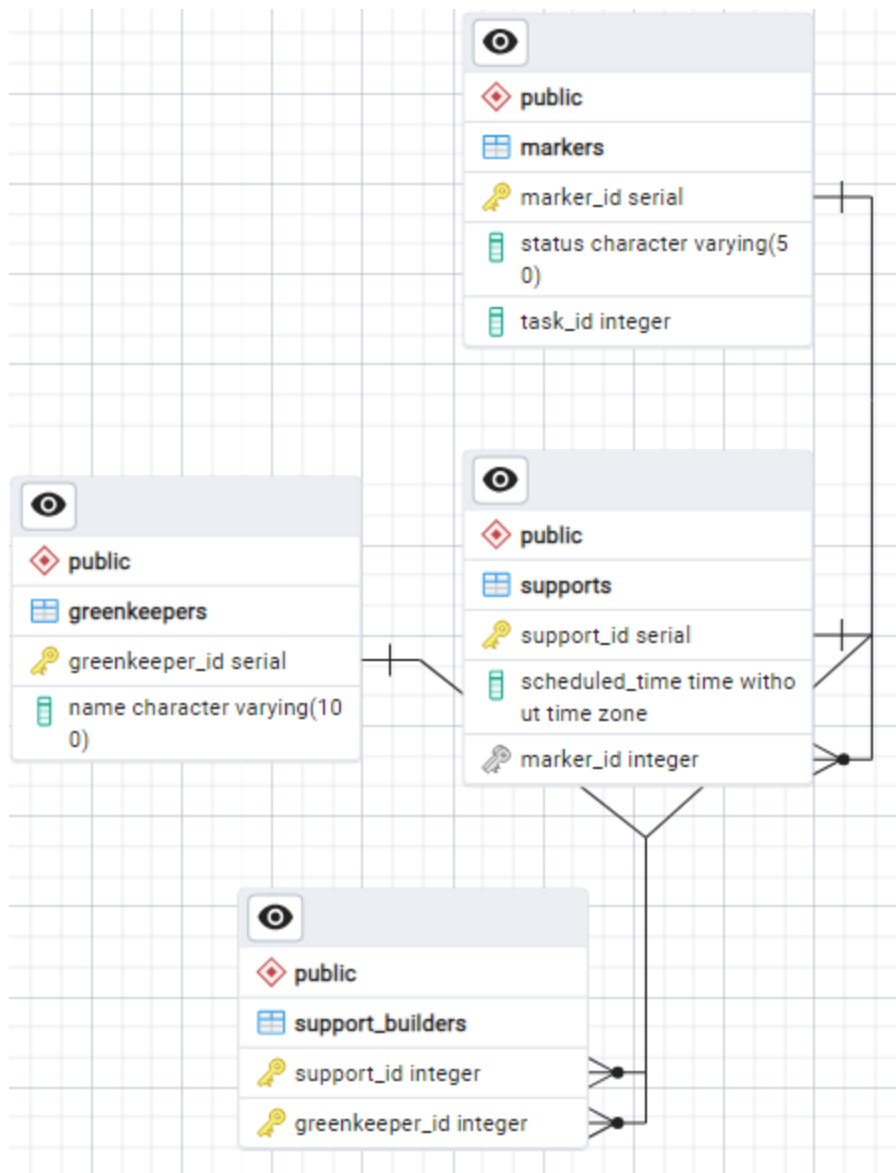 public
markers
marker_id serial
status character varying(5
0)
task_id integer
public
greenkeepers
greenkeeper_id serial
name character varying(10
0)
public
supports
support_id serial
scheduled_time time witho
ut time zone
marker_id integer
public
support_builders
support_id integer
greenkeeper_id integer